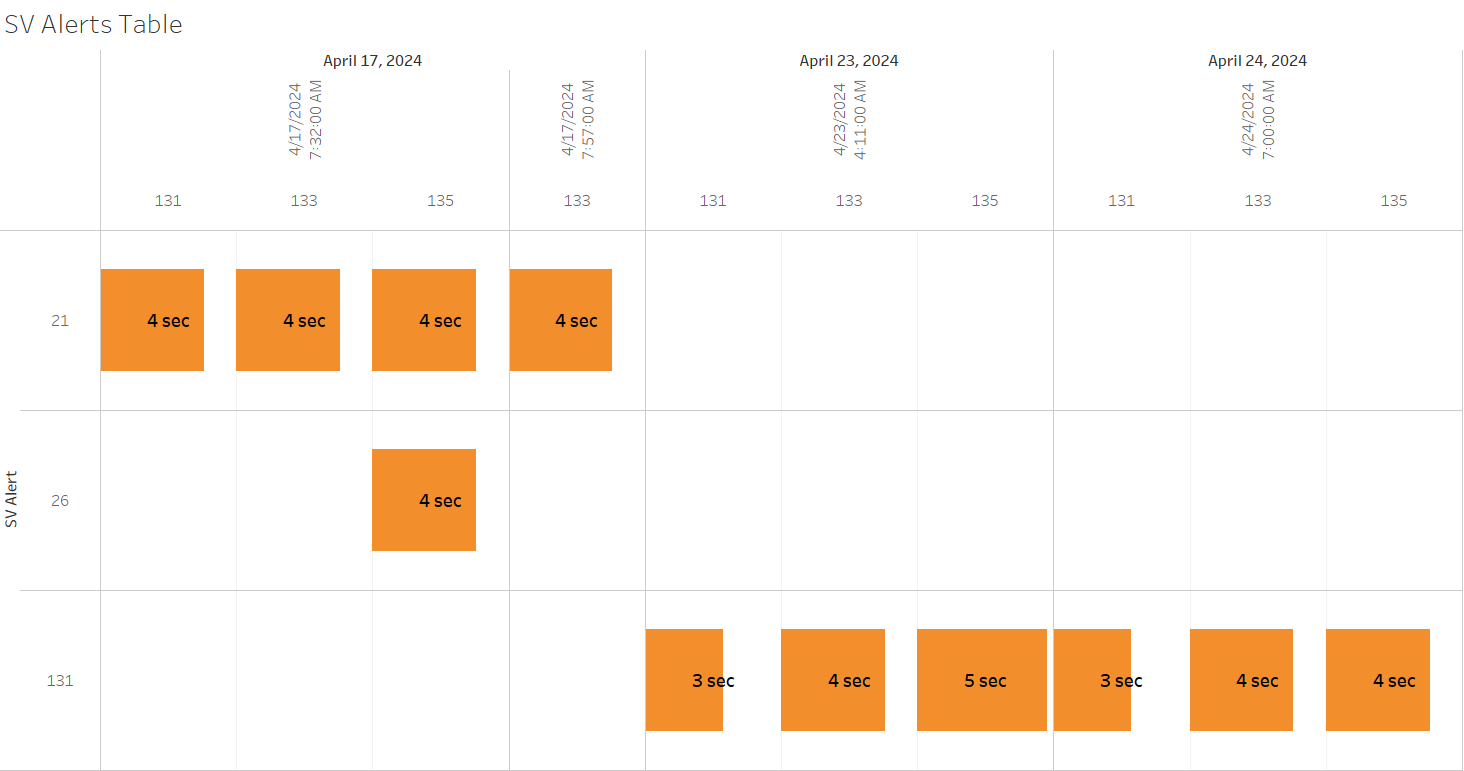 SV Alerts Table
April 17, 2024 April 23, 2024 April 24, 2024
4/17/2024
7:32:00 AM
4/17/2024
7:57:00 AM
4/23/2024
4:11:00 AM
4/24/2024
7:00:00 AM
131 133 135 133 131 133 135 131 133 135
21 4 sec 4 sec 4 sec 4 sec
SV Alert
26 4 sec
131 3 sec 4 sec 5 sec 3 sec 4 sec 4 sec